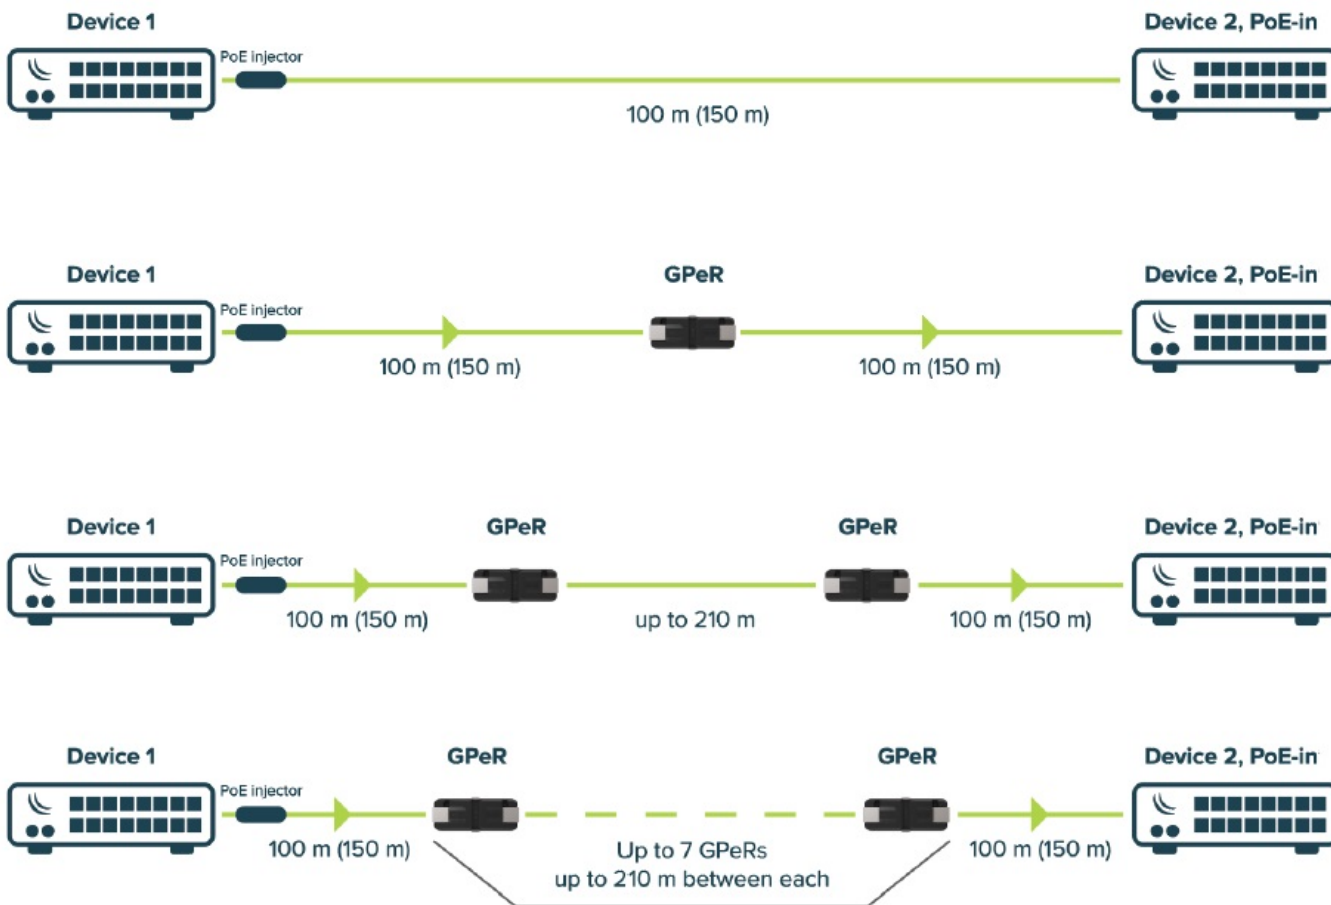 Device 1
Device 2, PoE-in
PoE injector
100 m (150 m)
Device 1
GPeR
Device 2, PoE-in
PoE injector
100 m (150 m)
100 m (150 m)
Device 1
GPeR
GPeR
Device 2, PoE-in
PoE injector
100 m (150 m)
up to 210 m
100 m (150 m)
Device 1
GPeR
GPeR
Device 2, PoE-in
PoE injector
100 m (150 m)
Up to 7 GPeRs
up to 210 m between each
100 m (150 m)